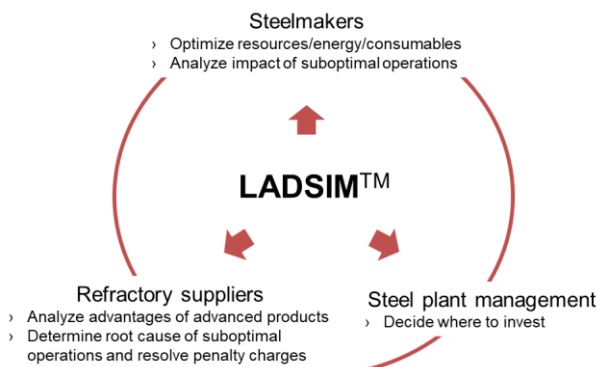 Steelmakers
› Optimize resources/energy/consumables
› Analyze impact of suboptimal operations
LADSIM™
Refractory suppliers
› Analyze advantages of advanced products
› Determine root cause of suboptimal
operations and resolve penalty charges
Steel plant management
› Decide where to invest